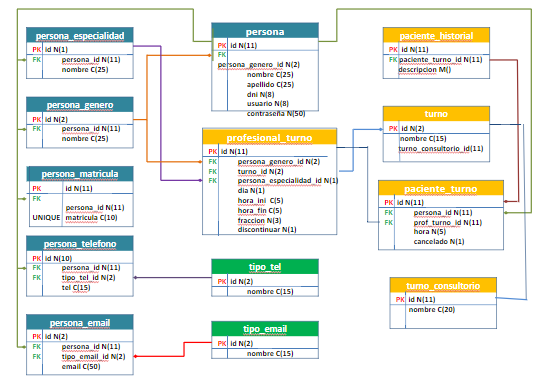 persona_especialidad
PK id N(1)
FK persona_id N(11)
nombre C(25)
persona_genero
PK id N(2)
FK persona_id N(11)
nombre C(25)
persona_matricula
PK id N(11)
FK
persona_id N(11)
UNIQUE matricula C(10)
persona_telefono
PK id N(10)
FK persona_id N(11)
FK tipo_tel_id N(2)
tel C(15)
persona_email
PK id N(2)
FK persona_id N(11)
FK tipo_email_id N(2)
email C(50)
persona
PK id N(11)
FK
persona_genero_id N(2)
nombre C(25)
apellido C(25)
dni N(8)
usuario N(8)
contraseña N(50)
profesional_turno
PK id N(11)
FK persona_genero_id N(2)
FK turno_id N(2)
FK persona_especialidad_id N(1)
dia N(1)
hora_ini C(5)
hora_fin C(5)
fraccion N(3)
discontinuar N(1)
tipo_tel
PK id N(2)
nombre C(15)
tipo_email
PK id N(2)
nombre C(15)
paciente_historial
PK id N(11)
FK paciente_turno_id N(11)
descripcion M()
turno
PK id N(2)
nombre C(15)
turno_consultorio_id(11)
paciente_turno
PK id N(11)
FK persona_id N(11)
FK prof_turno_id N(11)
hora N(5)
cancelado N(1)
turno_consultorio
PK id N(11)
nombre C(20)